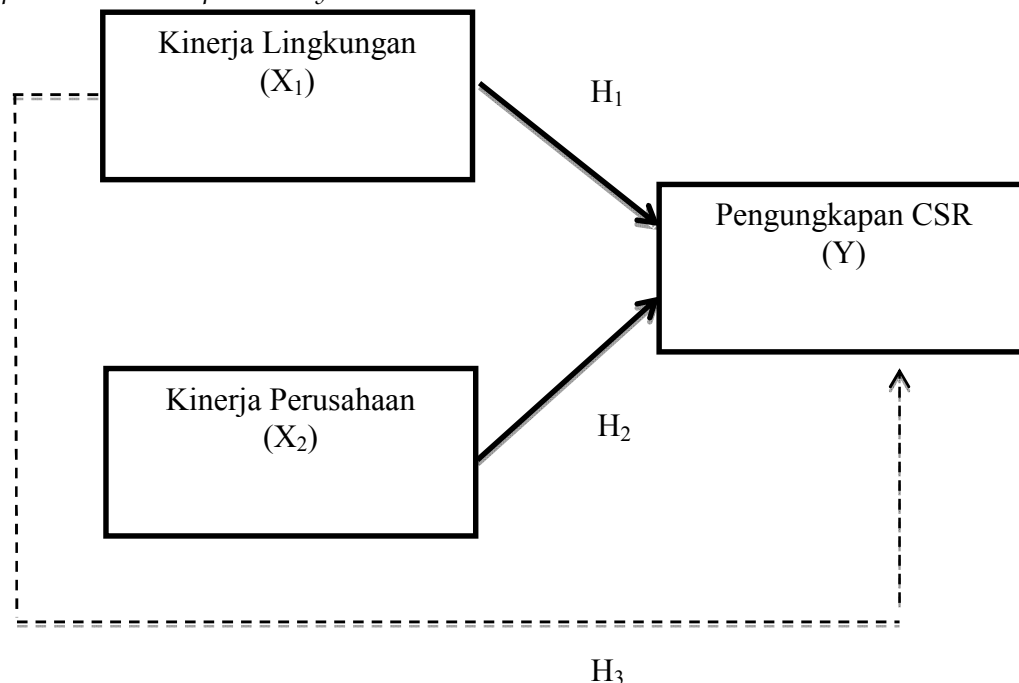 Kinerja Lingkungan
(X₁)
H₁
Pengungkapan CSR
(Y)
Kinerja Perusahaan
(X₂)
H₂
H₃